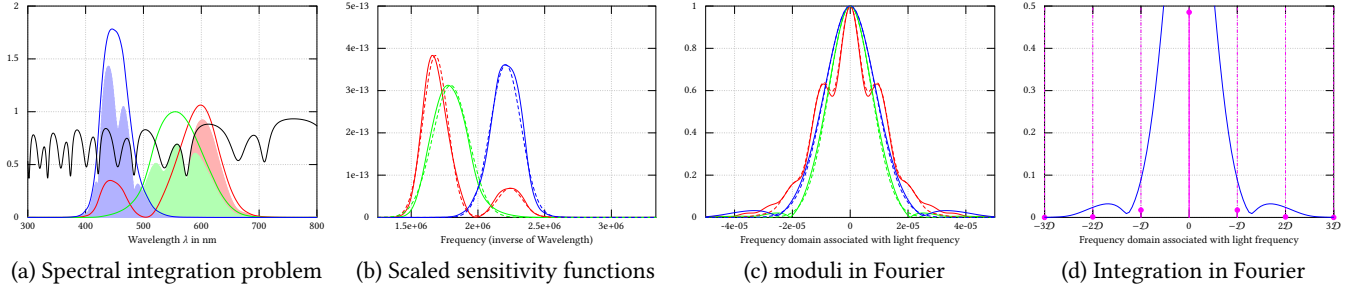 2
1.5
1
0.5
0
300 400 500 600 700 800
Wavelength λ in nm
(a) Spectral integration problem
5e-13
4e-13
3e-13
2e-13
1e-13
0
1.5e+6 2e+6 2.5e+6 3e+6
Frequency (inverse of Wavelength)
(b) Scaled sensitivity functions
1
0.8
0.6
0.4
0.2
0
-4e-05 -2e-05 0 2e-05 4e-05
Frequency domain associated with light frequency
(c) moduli in Fourier
0.5
0.4
0.3
0.2
0.1
0
-3𝒟 -2𝒟 -𝒟 0 𝒟 2𝒟 3𝒟
Frequency domain associated with light frequency
(d) Integration in Fourier